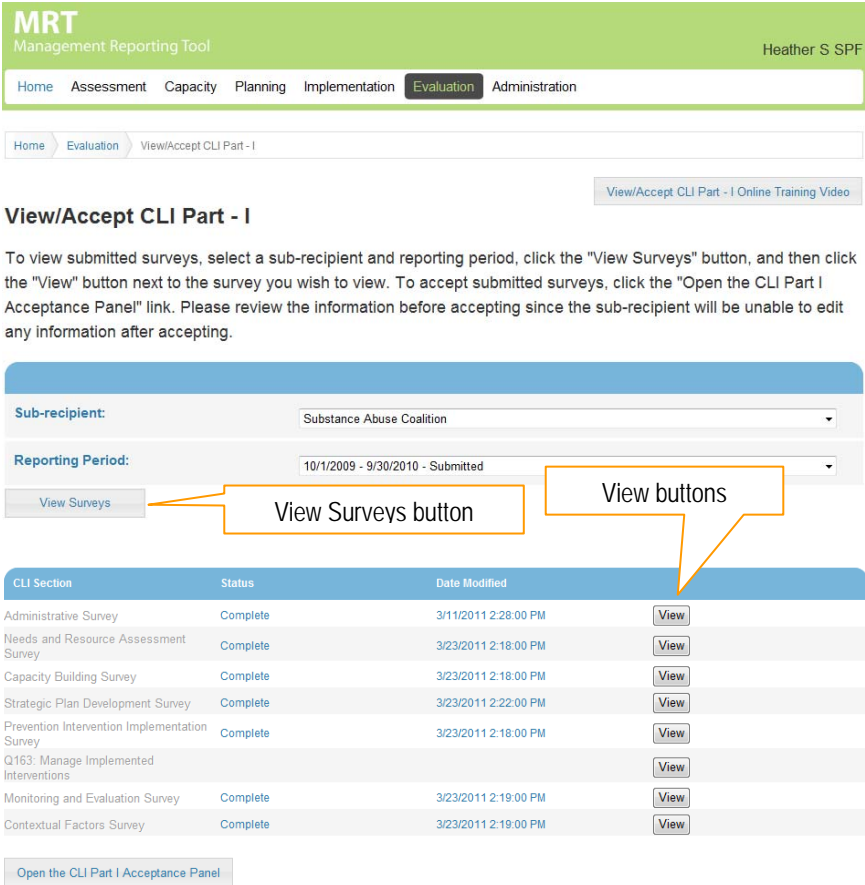 MRT
Management Reporting Tool
Heather S SPF
Home Assessment Capacity Planning Implementation Evaluation Administration
Home Evaluation View/Accept CLI Part - I
View/Accept CLI Part - I Online Training Video
View/Accept CLI Part - I
To view submitted surveys, select a sub-recipient and reporting period, click the "View Surveys" button, and then click
the "View" button next to the survey you wish to view. To accept submitted surveys, click the "Open the CLI Part I
Acceptance Panel" link. Please review the information before accepting since the sub-recipient will be unable to edit
any information after accepting.
Sub-recipient: Substance Abuse Coalition
Reporting Period: 10/1/2009 - 9/30/2010 - Submitted
View Surveys
View Surveys button
View buttons
CLI Section Status Date Modified
Administrative Survey Complete 3/11/2011 2:28:00 PM View
Needs and Resource Assessment
Survey Complete 3/23/2011 2:18:00 PM View
Capacity Building Survey Complete 3/23/2011 2:18:00 PM View
Strategic Plan Development Survey Complete 3/23/2011 2:22:00 PM View
Prevention Intervention Implementation
Survey Complete 3/23/2011 2:18:00 PM View
Q163: Manage Implemented
Interventions View
Monitoring and Evaluation Survey Complete 3/23/2011 2:19:00 PM View
Contextual Factors Survey Complete 3/23/2011 2:19:00 PM View
Open the CLI Part I Acceptance Panel